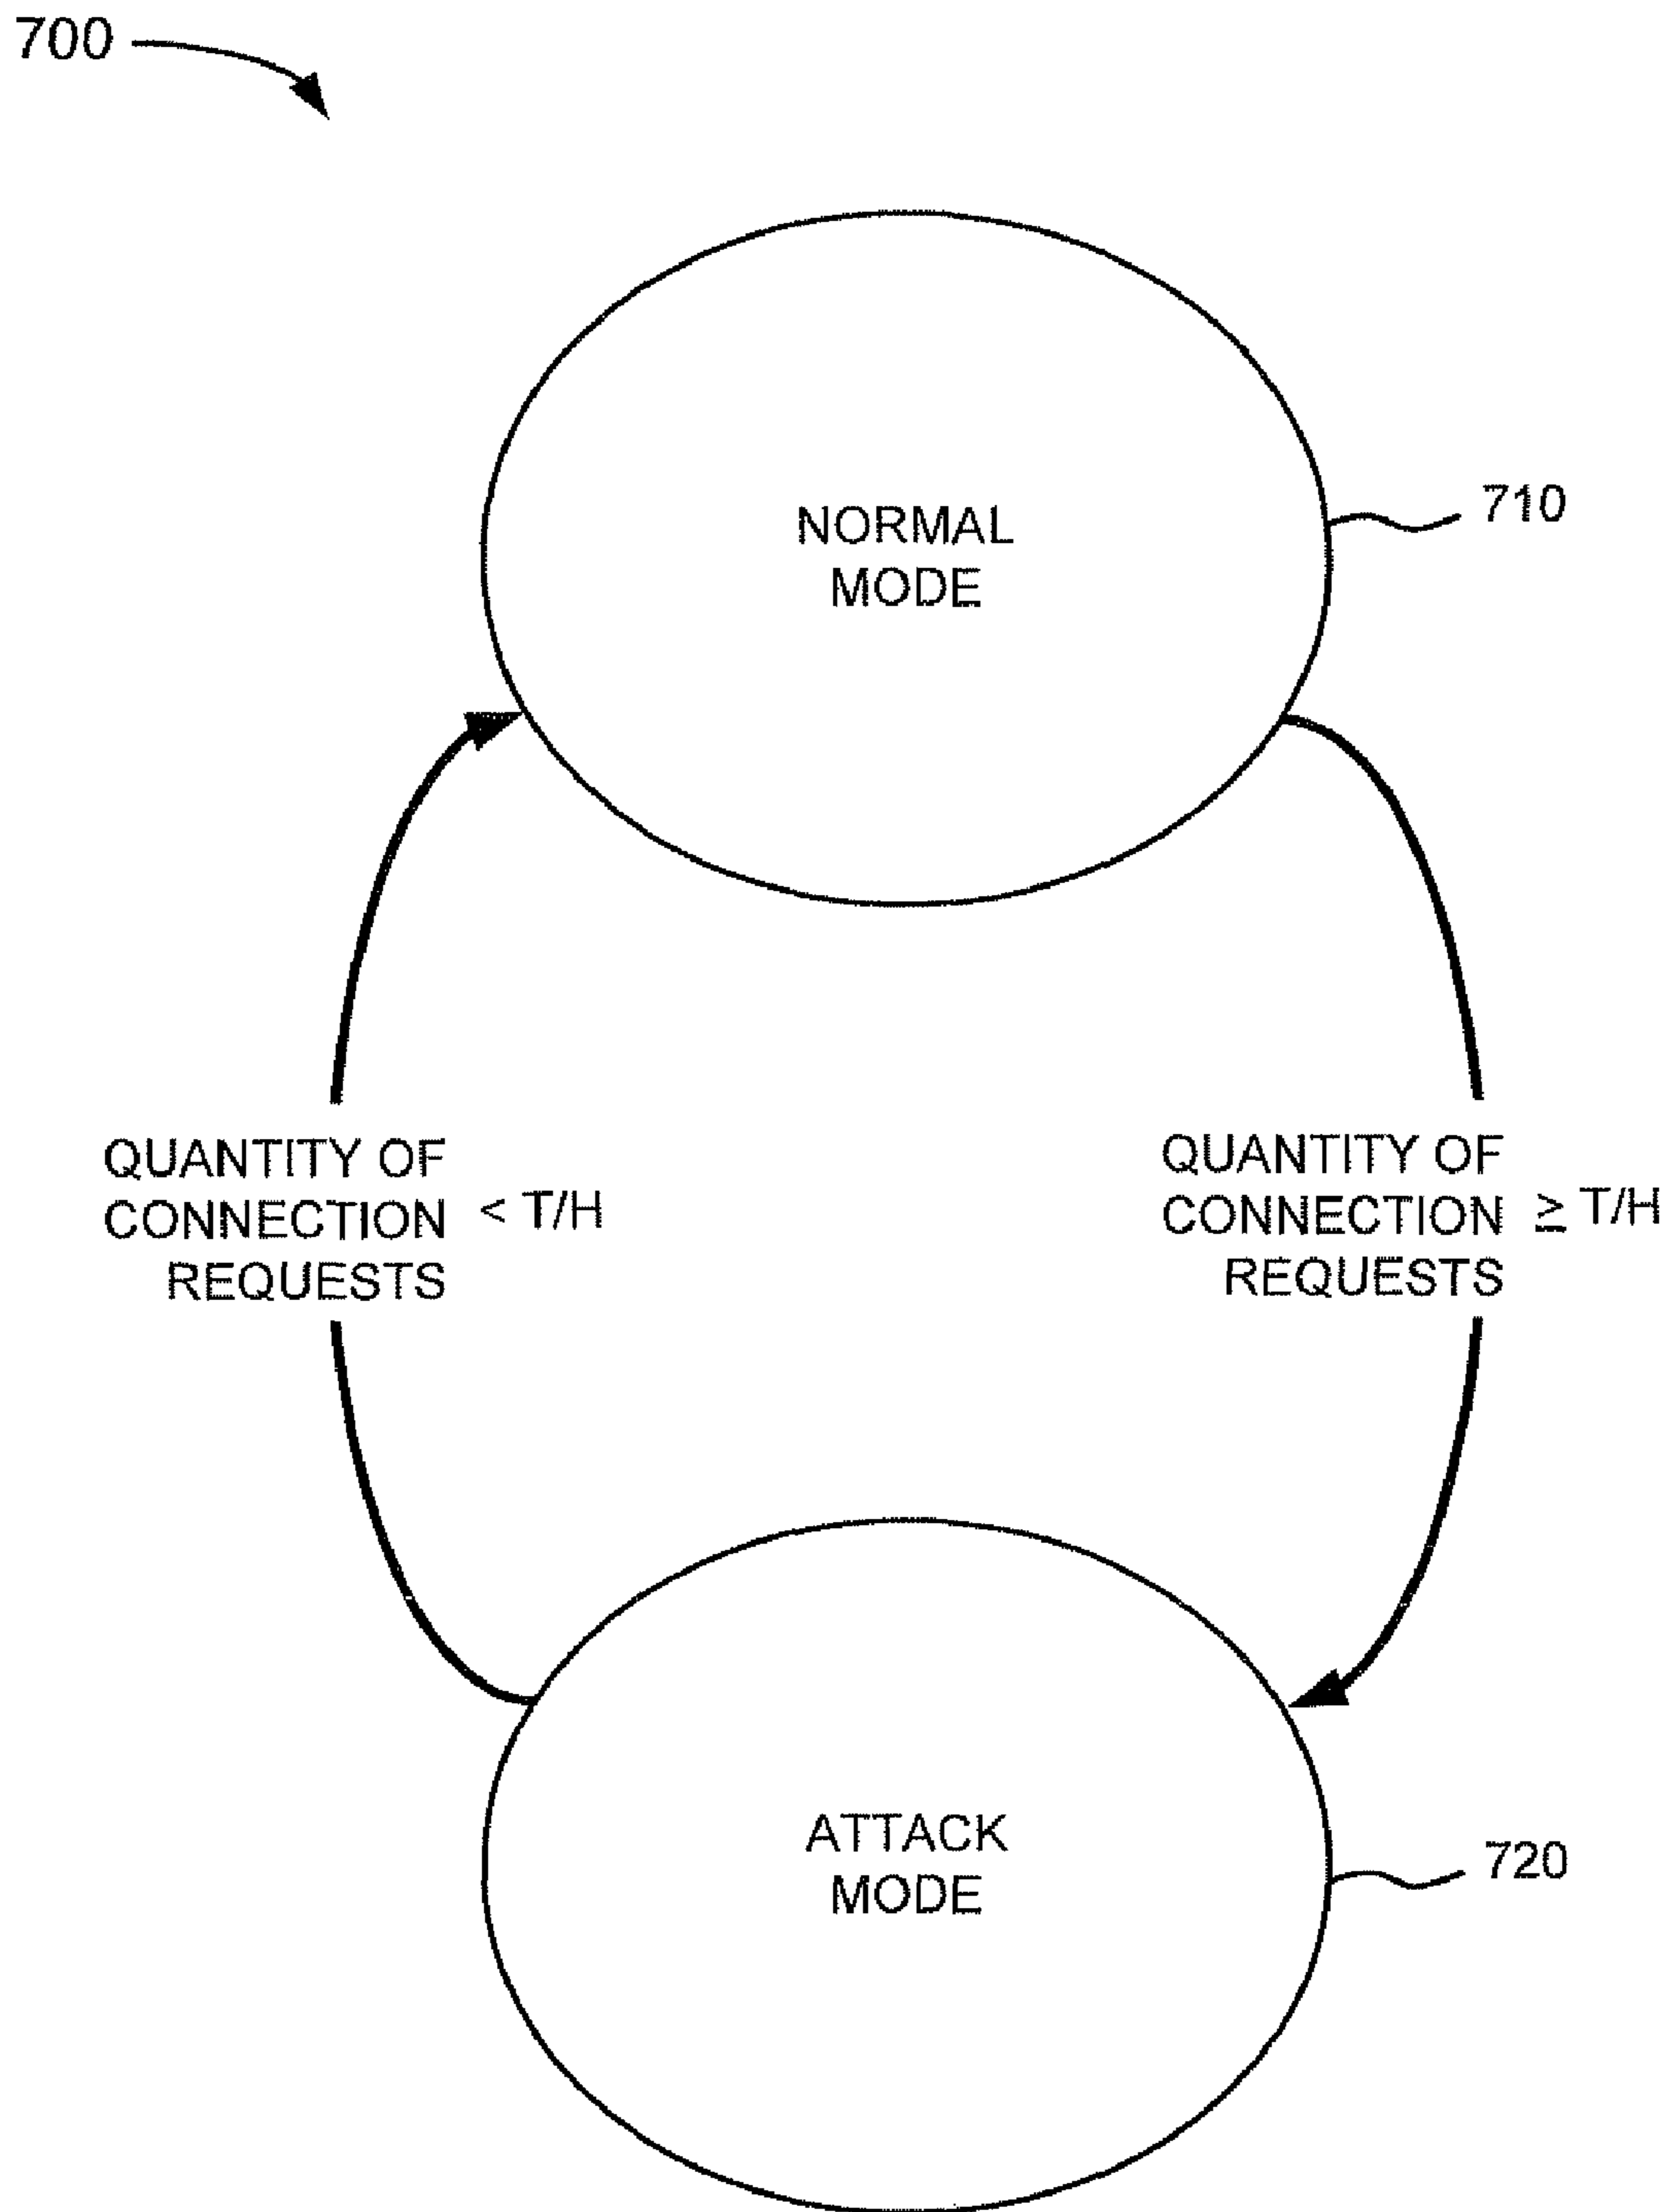 700
NORMAL
MODE
710
QUANTITY OF
CONNECTION < T/H
REQUESTS
QUANTITY OF
CONNECTION ≥ T/H
REQUESTS
ATTACK
MODE
720